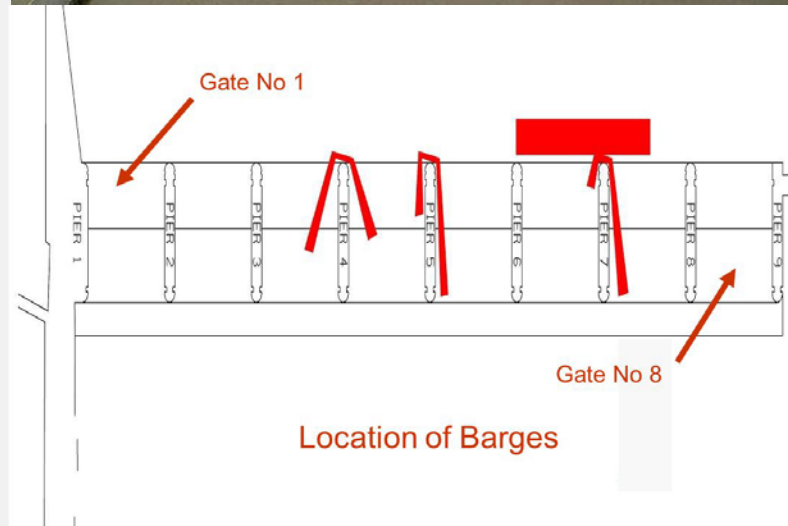 Gate No 1
PIER 1
PIER 2
PIER 3
PIER 4
PIER 5
PIER 6
PIER 7
PIER 8
PIER 9
Gate No 8
Location of Barges